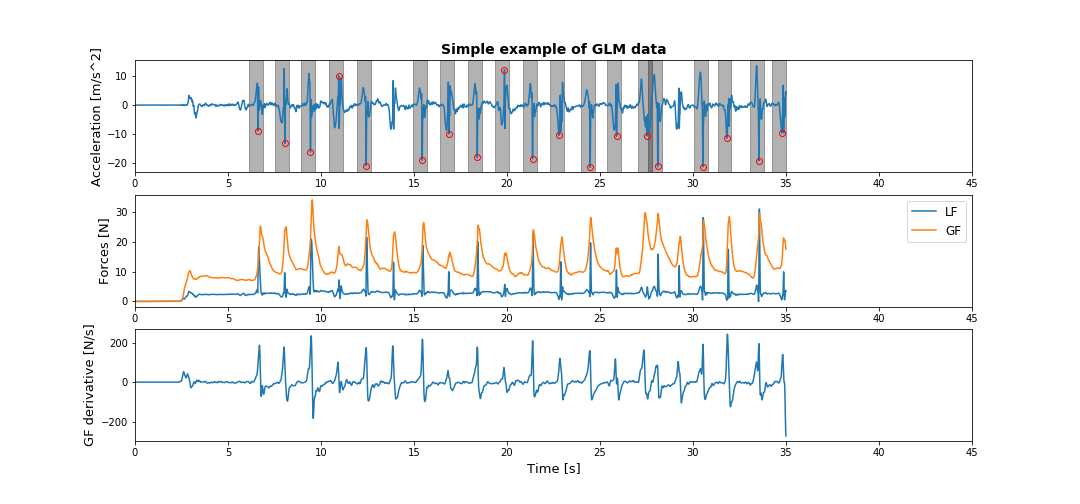 Simple example of GLM data
Acceleration [m/s^2]
10
0
−10
−20
0 5 10 15 20 25 30 35 40 45
Forces [N]
30
20
10
0
LF
GF
0 5 10 15 20 25 30 35 40 45
GF derivative [N/s]
200
0
−200
0 5 10 15 20 25 30 35 40 45
Time [s]